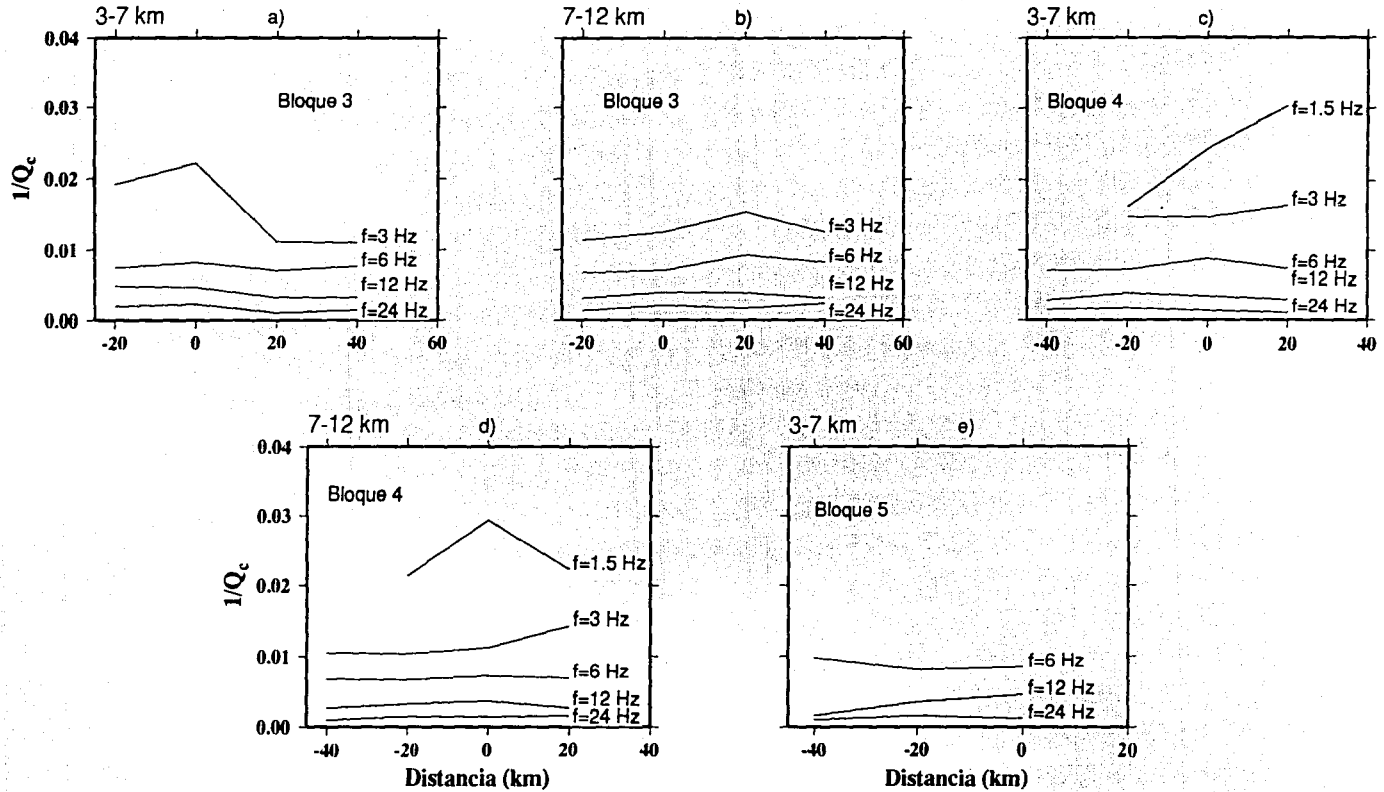 3-7 km a)
0.04
0.03
0.02
0.01
0.00
1/Qc
Bloque 3
f=3 Hz
f=6 Hz
f=12 Hz
f=24 Hz
-20 0 20 40 60
7-12 km b)
Bloque 3
f=3 Hz
f=6 Hz
f=12 Hz
f=24 Hz
-20 0 20 40 60
3-7 km c)
Bloque 4
f=1.5 Hz
f=3 Hz
f=6 Hz
f=12 Hz
f=24 Hz
-40 -20 0 20 40
7-12 km d)
0.04
0.03
0.02
0.01
0.00
1/Qc
Bloque 4
f=1.5 Hz
f=3 Hz
f=6 Hz
f=12 Hz
f=24 Hz
-40 -20 0 20 40
Distancia (km)
3-7 km e)
Bloque 5
f=6 Hz
f=12 Hz
f=24 Hz
-40 -20 0 20
Distancia (km)